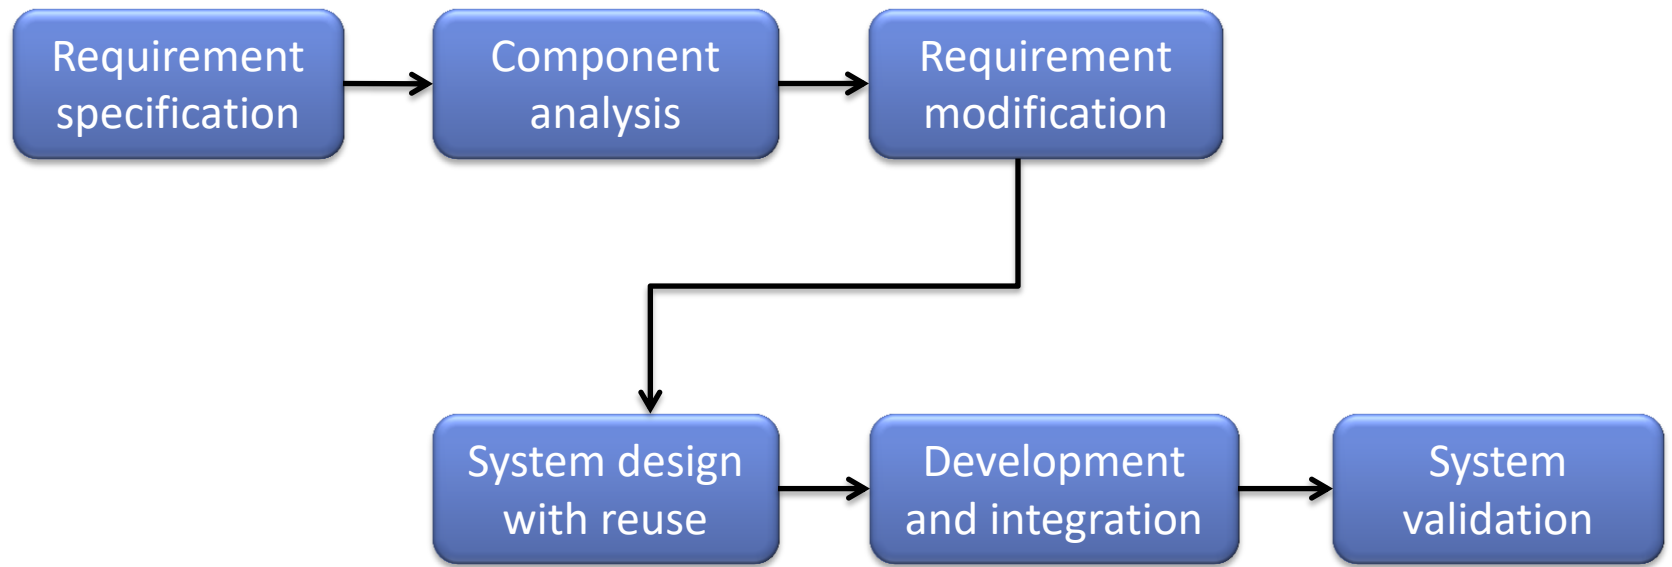 Requirement
specification
Component
analysis
Requirement
modification
System design
with reuse
Development
and integration
System
validation